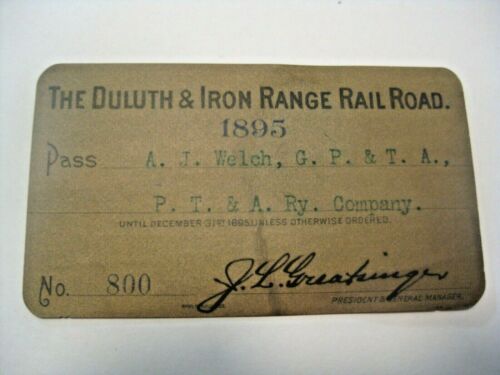 THE DULUTH & IRON RANGE RAIL ROAD.
1895
Pass A. J. Welch, G. P. & T. A.,
P. T. & A. Ry. Company.
UNTIL DECEMBER 31ST 1895 UNLESS OTHERWISE ORDERED.
No. 800 J. L. Greatsinger
PRESIDENT & GENERAL MANAGER.